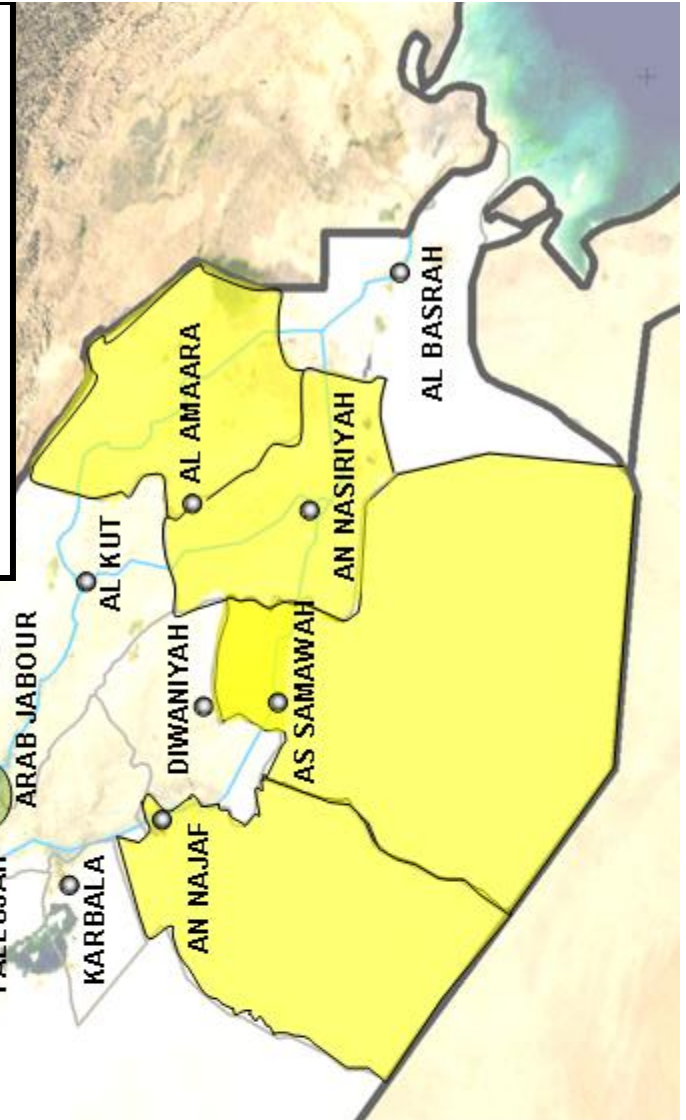 AL BASRAH
AL AMAARA
AN NASIRIYAH
AL KUT
ARAB JABOUR
DIWANIYAH
AS SAMAWAH
AN NAJAF
KARBALA